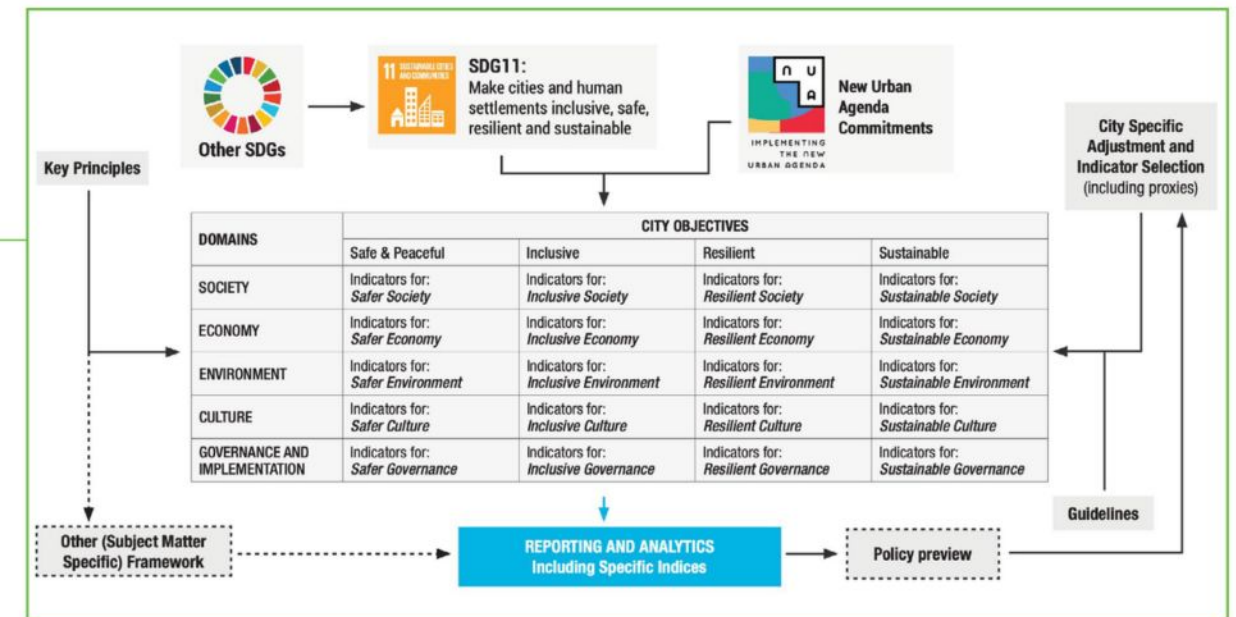 11 SUSTAINABLE CITIES
AND COMMUNITIES
SDG11:
Make cities and human
settlements inclusive, safe,
resilient and sustainable
Other SDGs
N U
A
IMPLEMENTING
THE NEW
URBAN AGENDA
New Urban
Agenda
Commitments
City Specific
Adjustment and
Indicator Selection
(including proxies)
Key Principles
DOMAINS
CITY OBJECTIVES
Safe & Peaceful
Inclusive
Resilient
Sustainable
SOCIETY
Indicators for:
Safer Society
Indicators for:
Inclusive Society
Indicators for:
Resilient Society
Indicators for:
Sustainable Society
ECONOMY
Indicators for:
Safer Economy
Indicators for:
Inclusive Economy
Indicators for:
Resilient Economy
Indicators for:
Sustainable Economy
ENVIRONMENT
Indicators for:
Safer Environment
Indicators for:
Inclusive Environment
Indicators for:
Resilient Environment
Indicators for:
Sustainable Environment
CULTURE
Indicators for:
Safer Culture
Indicators for:
Inclusive Culture
Indicators for:
Resilient Culture
Indicators for:
Sustainable Culture
GOVERNANCE AND
IMPLEMENTATION
Indicators for:
Safer Governance
Indicators for:
Inclusive Governance
Indicators for:
Resilient Governance
Indicators for:
Sustainable Governance
Guidelines
Other (Subject Matter
Specific) Framework
REPORTING AND ANALYTICS
Including Specific Indices
Policy preview